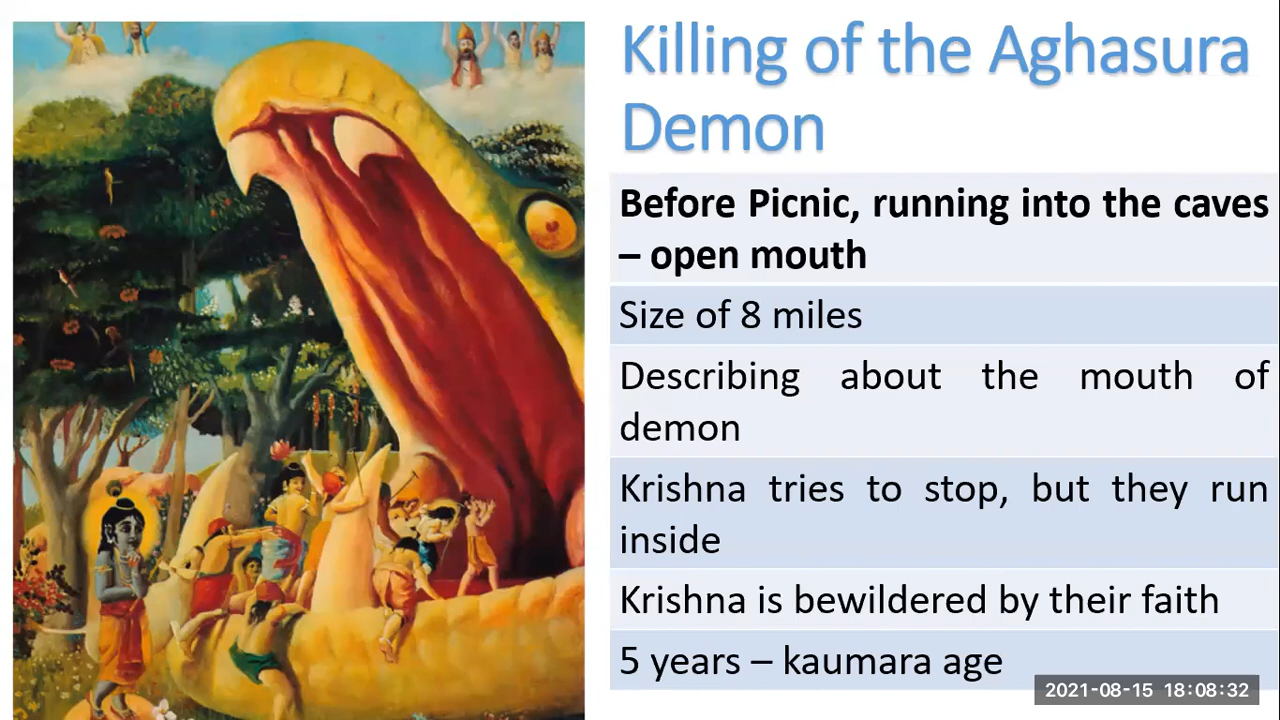 Killing of the Aghasura
Demon
Before Picnic, running into the caves
– open mouth
Size of 8 miles
Describing about the mouth of
demon
Krishna tries to stop, but they run
inside
Krishna is bewildered by their faith
5 years – kaumara age
2021-08-15 18:08:32